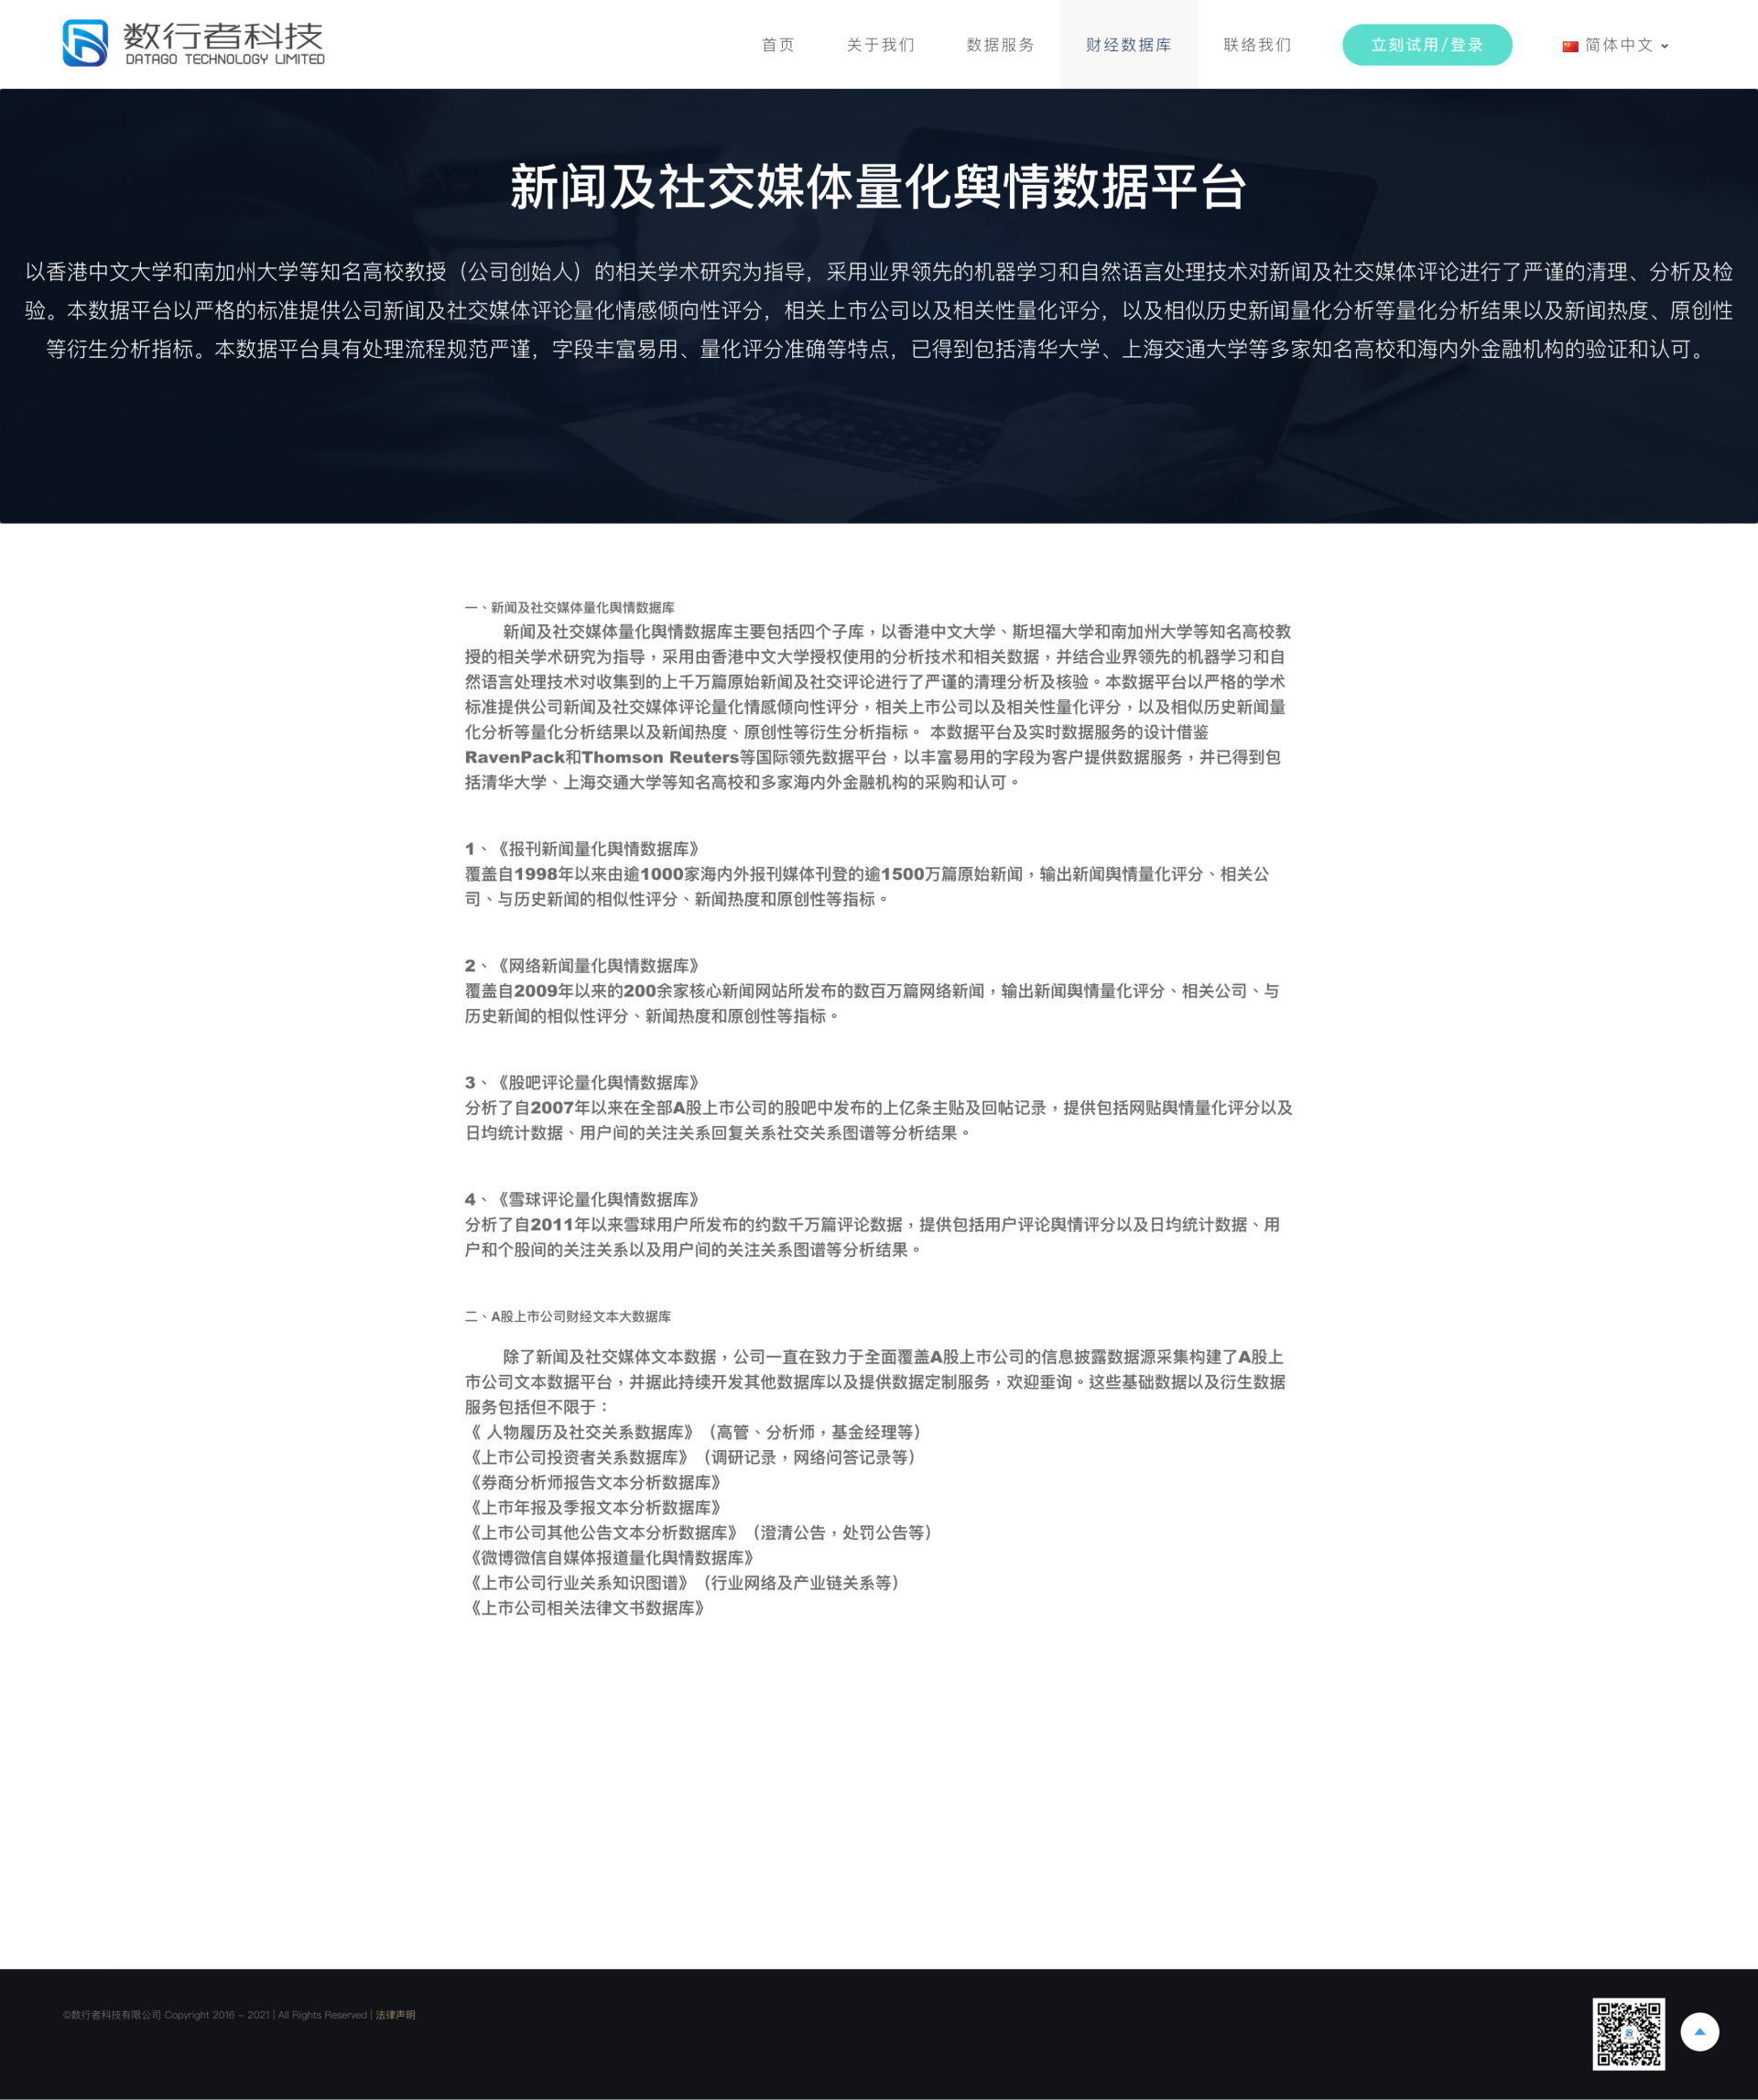 数行者科技
DATAGO TECHNOLOGY LIMITED
首页
关于我们
数据服务
财经数据库
联络我们
立刻试用/登录
简体中文
新闻及社交媒体量化舆情数据平台
以香港中文大学和南加州大学等知名高校教授（公司创始人）的相关学术研究为指导，采用业界领先的机器学习和自然语言处理技术对新闻及社交媒体评论进行了严谨的清理、分析及检
验。本数据平台以严格的标准提供公司新闻及社交媒体评论量化情感倾向性评分，相关上市公司以及相关性量化评分，以及相似历史新闻量化分析等量化分析结果以及新闻热度、原创性
等衍生分析指标。本数据平台具有处理流程规范严谨，字段丰富易用、量化评分准确等特点，已得到包括清华大学、上海交通大学等多家知名高校和海内外金融机构的验证和认可。
一、新闻及社交媒体量化舆情数据库
新闻及社交媒体量化舆情数据库主要包括四个子库，以香港中文大学、斯坦福大学和南加州大学等知名高校教
授的相关学术研究为指导，采用由香港中文大学授权使用的分析技术和相关数据，并结合业界领先的机器学习和自
然语言处理技术对收集到的上千万篇原始新闻及社交评论进行了严谨的清理分析及核验。本数据平台以严格的学术
标准提供公司新闻及社交媒体评论量化情感倾向性评分，相关上市公司以及相关性量化评分，以及相似历史新闻量
化分析等量化分析结果以及新闻热度、原创性等衍生分析指标。 本数据平台及实时数据服务的设计借鉴
RavenPack和Thomson Reuters等国际领先数据平台，以丰富易用的字段为客户提供数据服务，并已得到包
括清华大学、上海交通大学等知名高校和多家海内外金融机构的采购和认可。
1、《报刊新闻量化舆情数据库》
覆盖自1998年以来由逾1000家海内外报刊媒体刊登的逾1500万篇原始新闻，输出新闻舆情量化评分、相关公
司、与历史新闻的相似性评分、新闻热度和原创性等指标。
2、《网络新闻量化舆情数据库》
覆盖自2009年以来的200余家核心新闻网站所发布的数百万篇网络新闻，输出新闻舆情量化评分、相关公司、与
历史新闻的相似性评分、新闻热度和原创性等指标。
3、《股吧评论量化舆情数据库》
分析了自2007年以来在全部A股上市公司的股吧中发布的上亿条主贴及回帖记录，提供包括网贴舆情量化评分以及
日均统计数据、用户间的关注关系回复关系社交关系图谱等分析结果。
4、《雪球评论量化舆情数据库》
分析了自2011年以来雪球用户所发布的约数千万篇评论数据，提供包括用户评论舆情评分以及日均统计数据、用
户和个股间的关注关系以及用户间的关注关系图谱等分析结果。
二、A股上市公司财经文本大数据库
除了新闻及社交媒体文本数据，公司一直在致力于全面覆盖A股上市公司的信息披露数据源采集构建了A股上
市公司文本数据平台，并据此持续开发其他数据库以及提供数据定制服务，欢迎垂询。这些基础数据以及衍生数据
服务包括但不限于：
《 人物履历及社交关系数据库》（高管、分析师，基金经理等）
《上市公司投资者关系数据库》（调研记录，网络问答记录等）
《券商分析师报告文本分析数据库》
《上市年报及季报文本分析数据库》
《上市公司其他公告文本分析数据库》（澄清公告，处罚公告等）
《微博微信自媒体报道量化舆情数据库》
《上市公司行业关系知识图谱》（行业网络及产业链关系等）
《上市公司相关法律文书数据库》
©数行者科技有限公司 Copyright 2016 - 2021 | All Rights Reserved | 法律声明